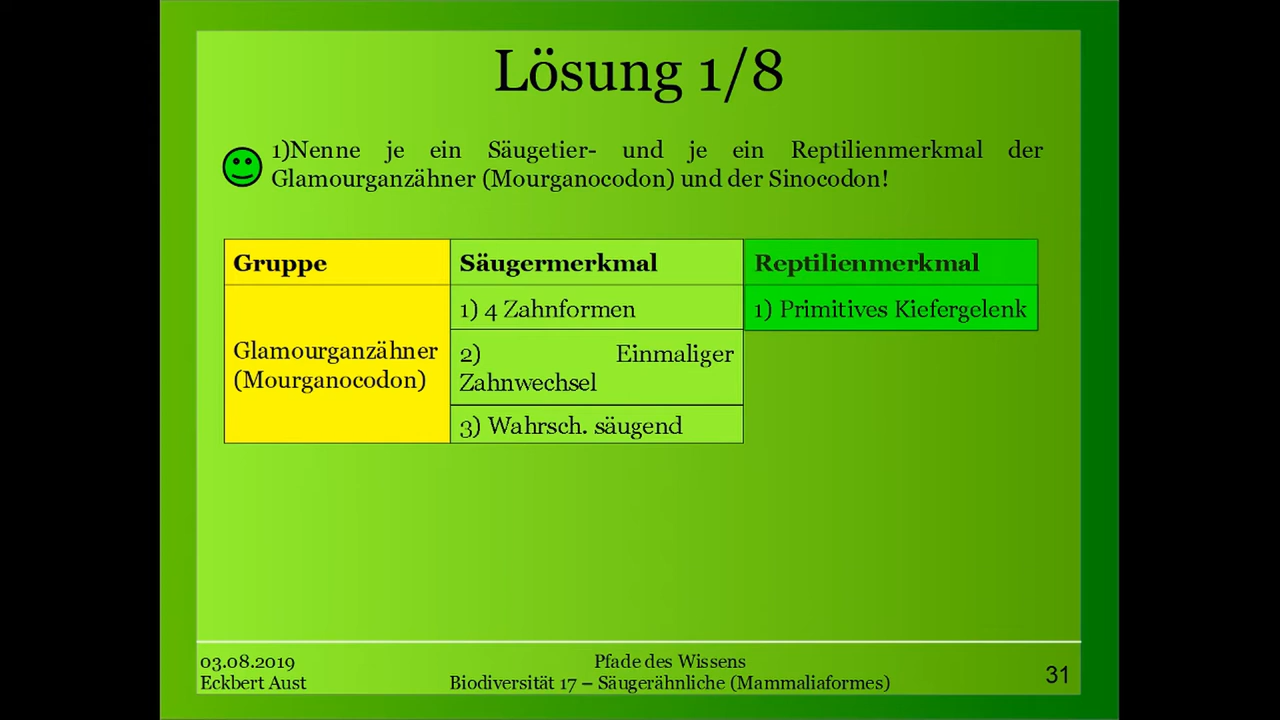 Lösung 1/8
1)Nenne je ein Säugetier- und je ein Reptilienmerkmal der
Glamourganzähner (Mourganocodon) und der Sinocodon!
Gruppe
Säugermerkmal
Reptilienmerkmal
Glamourganzähner
(Mourganocodon)
1) 4 Zahnformen
1) Primitives Kiefergelenk
2) Einmaliger
Zahnwechsel
3) Wahrsch. säugend
03.08.2019
Eckbert Aust
Pfade des Wissens
Biodiversität 17 – Säugerähnliche (Mammaliaformes)
31